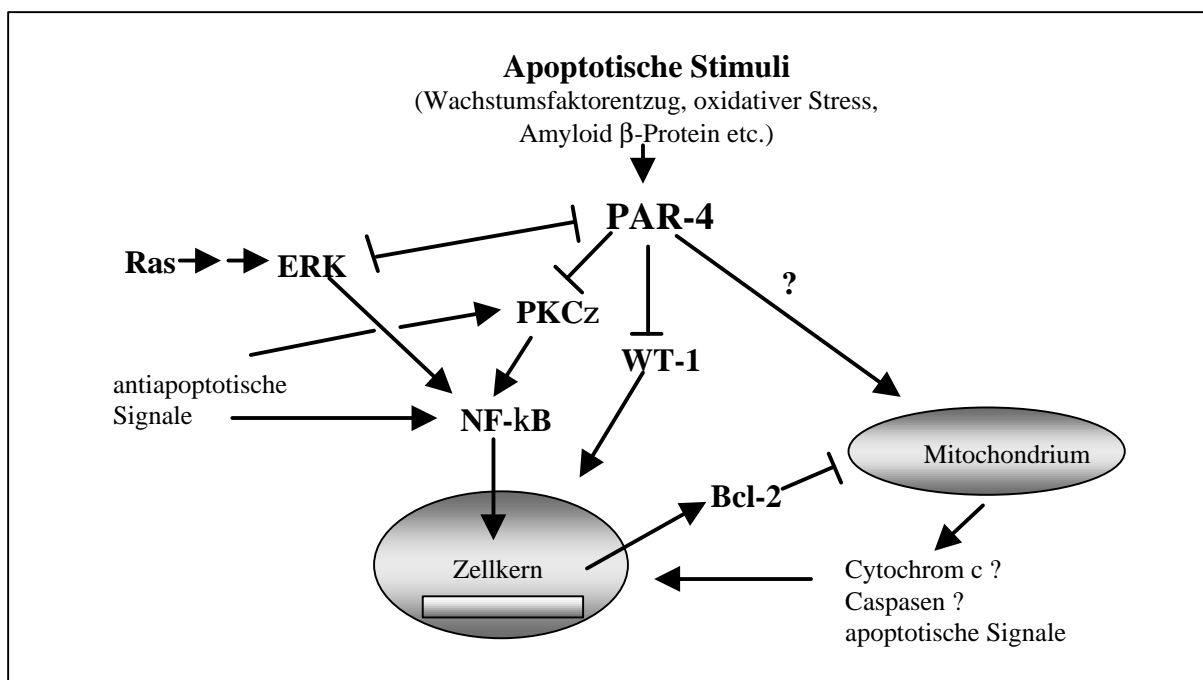 Apoptotische Stimuli
(Wachstumsfaktorentzug, oxidativer Stress,
Amyloid β-Protein etc.)
PAR-4
Ras
ERK
?
PKCz
WT-1
antiapoptotische
Signale
NF-kB
Mitochondrium
Bcl-2
Zellkern
Cytochrom c ?
Caspasen ?
apoptotische Signale